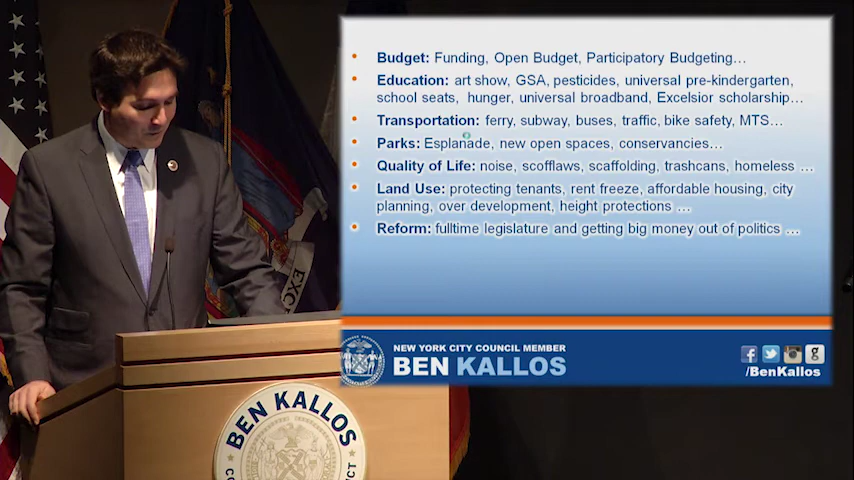 • Budget: Funding, Open Budget, Participatory Budgeting…
• Education: art show, GSA, pesticides, universal pre-kindergarten,
school seats, hunger, universal broadband, Excelsior scholarship…
• Transportation: ferry, subway, buses, traffic, bike safety, MTS…
• Parks: Esplanade, new open spaces, conservancies…
• Quality of Life: noise, scofflaws, scaffolding, trashcans, homeless …
• Land Use: protecting tenants, rent freeze, affordable housing, city
planning, over development, height protections …
• Reform: fulltime legislature and getting big money out of politics …
NEW YORK CITY COUNCIL MEMBER
BEN KALLOS
/BenKallos
BEN KALLOS
EXC